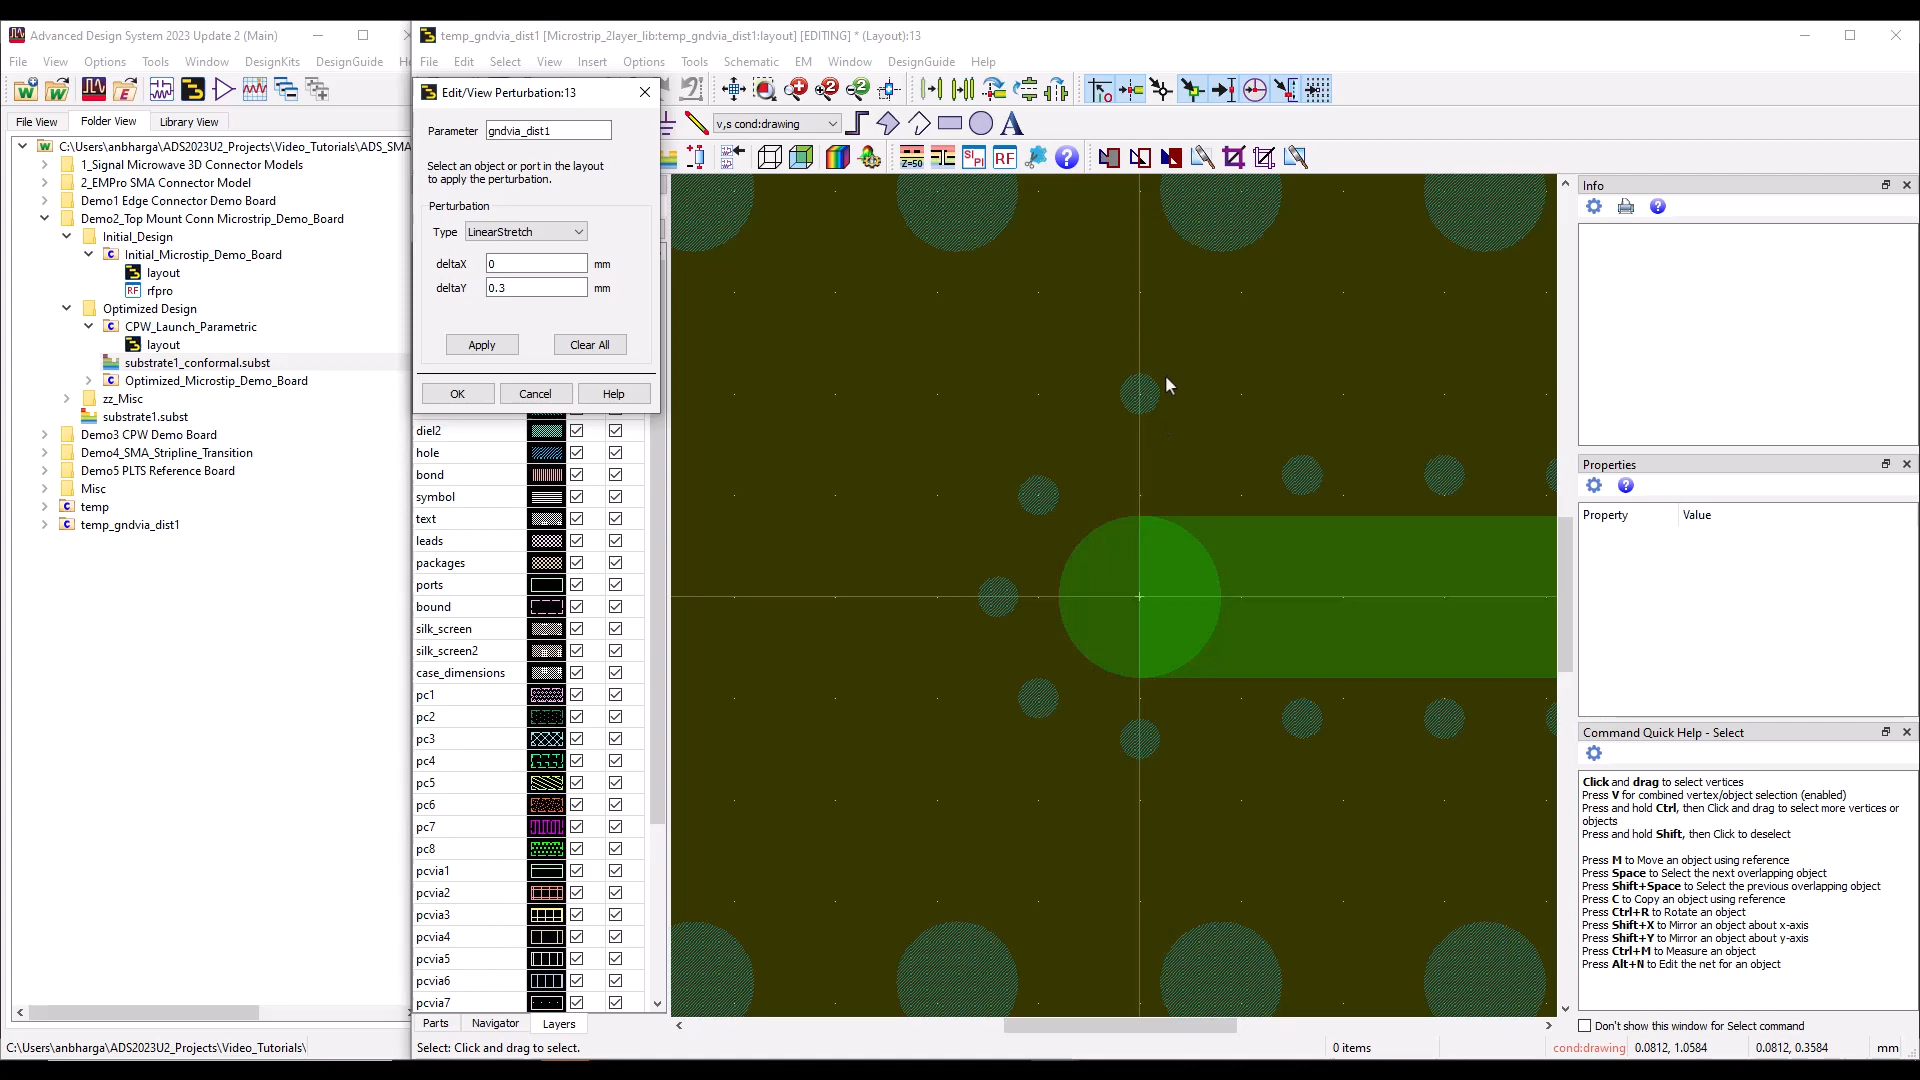 Advanced Design System 2023 Update 2 (Main)
File View Options Tools Window DesignKits DesignGuide He
File View Folder View Library View
C:\Users\anbharga\ADS2023U2_Projects\Video_Tutorials\ADS_SMA
1_Signal Microwave 3D Connector Models
2_EMPro SMA Connector Model
Demo1 Edge Connector Demo Board
Demo2_Top Mount Conn Microstrip_Demo_Board
Initial_Design
Initial_Microstip_Demo_Board
layout
rfpro
Optimized Design
CPW_Launch_Parametric
layout
substrate1_conformal.subst
Optimized_Microstip_Demo_Board
zz_Misc
substrate1.subst
Demo3 CPW Demo Board
Demo4_SMA_Stripline_Transition
Demo5 PLTS Reference Board
Misc
temp
temp_gndvia_dist1
C:\Users\anbharga\ADS2023U2_Projects\Video_Tutorials\
temp_gndvia_dist1 [Microstrip_2layer_lib:temp_gndvia_dist1:layout] [EDITING] * (Layout):13
File Edit Select View Insert Options Tools Schematic EM Window DesignGuide Help
v,s cond:drawing
Edit/View Perturbation:13
Parameter gndvia_dist1
Select an object or port in the layout
to apply the perturbation.
Perturbation
Type LinearStretch
deltaX 0 mm
deltaY 0.3 mm
Apply Clear All
OK Cancel Help
diel2
hole
bond
symbol
text
leads
packages
ports
bound
silk_screen
silk_screen2
case_dimensions
pc1
pc2
pc3
pc4
pc5
pc6
pc7
pc8
pcvia1
pcvia2
pcvia3
pcvia4
pcvia5
pcvia6
pcvia7
Parts Navigator Layers
Select: Click and drag to select.
0 items
cond:drawing 0.0812, 1.0584 0.0812, 0.3584 mm
Z=50
SI PI
RF
Info
Properties
Property Value
Command Quick Help - Select
Click and drag to select vertices
Press V for combined vertex/object selection (enabled)
Press and hold Ctrl, then Click and drag to select more vertices or
objects
Press and hold Shift, then Click to deselect
Press M to Move an object using reference
Press Space to Select the next overlapping object
Press Shift+Space to Select the previous overlapping object
Press C to Copy an object using reference
Press Ctrl+R to Rotate an object
Press Shift+X to Mirror an object about x-axis
Press Shift+Y to Mirror an object about y-axis
Press Ctrl+M to Measure an object
Press Alt+N to Edit the net for an object
Don't show this window for Select command